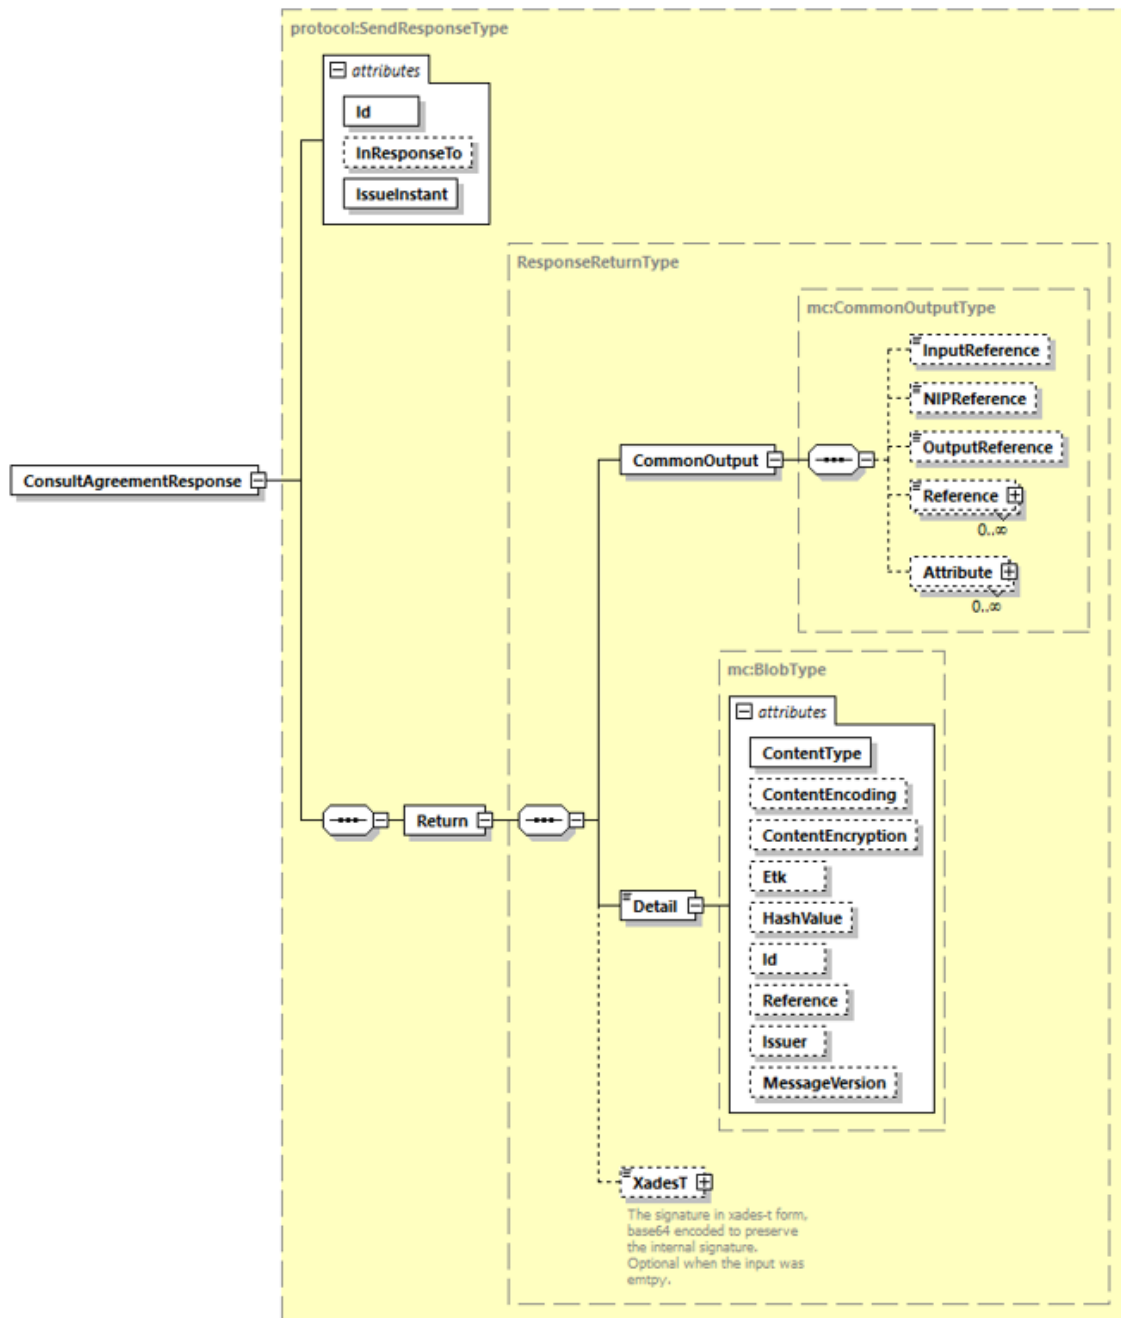 protocol:SendResponseType
attributes
Id
InResponseTo
IssueInstant
ResponseReturnType
mc:CommonOutputType
InputReference
NIPReference
OutputReference
Reference
0..∞
Attribute
0..∞
CommonOutput
ConsultAgreementResponse
mc:BlobType
attributes
ContentType
ContentEncoding
ContentEncryption
Etk
HashValue
Id
Reference
Issuer
MessageVersion
Return
Detail
XadesT
The signature in xades-t form,
base64 encoded to preserve
the internal signature.
Optional when the input was
emtpy.